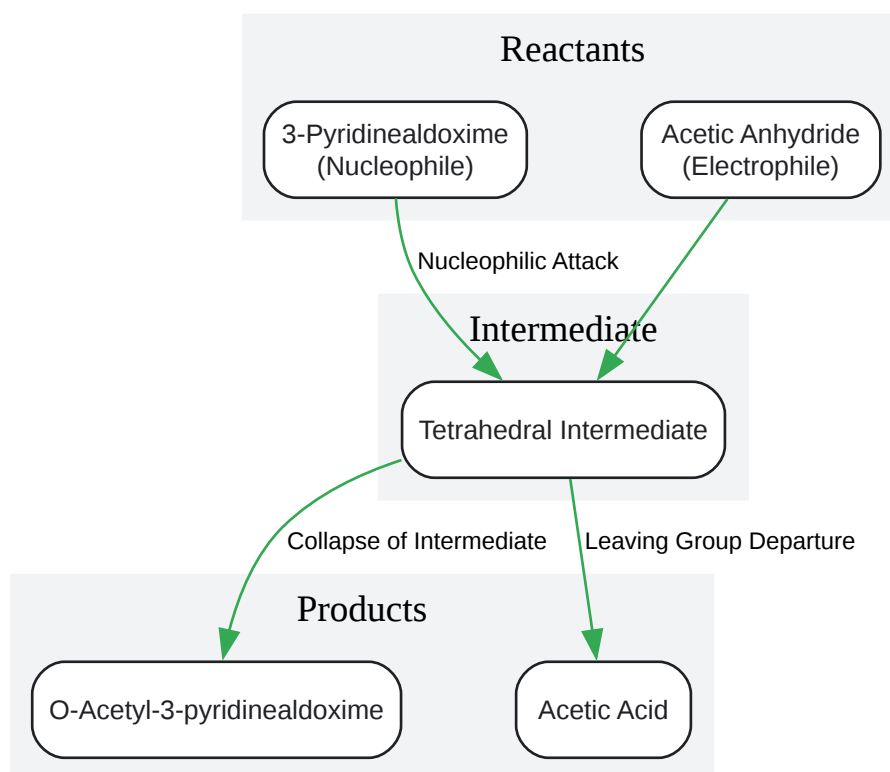 Reactants
3-Pyridinealdoxime
(Nucleophile)
Acetic Anhydride
(Electrophile)
Nucleophilic Attack
Intermediate
Tetrahedral Intermediate
Collapse of Intermediate
Leaving Group Departure
Products
O-Acetyl-3-pyridinealdoxime
Acetic Acid